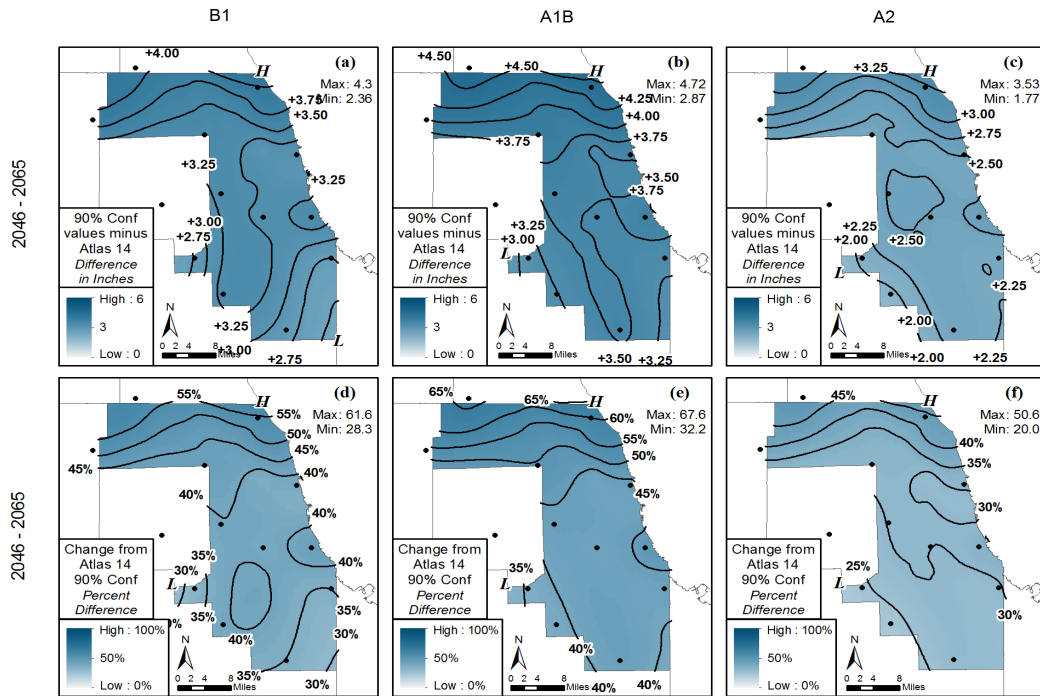 B1
A1B
A2
2046 - 2065
(a)
H
Max: 4.3
Min: 2.36
+4.00
+3.75
+3.50
+3.25
+3.25
+3.00
+2.75
+3.25
+3.00
+2.75
L
90% Conf
values minus
Atlas 14
Difference
in Inches
High : 6
3
Low : 0
N
0 2 4 8
Miles
(b)
H
Max: 4.72
Min: 2.87
+4.50
+4.50
+4.25
+4.00
+3.75
+3.75
+3.50
+3.75
+3.25
+3.00
L
+3.50
+3.25
90% Conf
values minus
Atlas 14
Difference
in Inches
High : 6
3
Low : 0
N
0 2 4 8
Miles
(c)
H
Max: 3.53
Min: 1.77
+3.25
+3.00
+2.75
+2.50
+2.25
+2.00
+2.50
L
+2.25
+2.00
+2.00
+2.25
90% Conf
values minus
Atlas 14
Difference
in Inches
High : 6
3
Low : 0
N
0 2 4 8
Miles
2046 - 2065
(d)
H
Max: 61.6
Min: 28.3
55%
55%
50%
45%
45%
40%
40%
40%
40%
35%
30%
L
35%
40%
35%
30%
35%
30%
Change from
Atlas 14
90% Conf
Percent
Difference
High : 100%
50%
Low : 0%
N
0 2 4 8
Miles
(e)
H
Max: 67.6
Min: 32.2
65%
65%
60%
55%
50%
45%
35%
L
40%
40%
40%
Change from
Atlas 14
90% Conf
Percent
Difference
High : 100%
50%
Low : 0%
N
0 2 4 8
Miles
(f)
H
Max: 50.6
Min: 20.0
45%
40%
35%
30%
25%
L
30%
Change from
Atlas 14
90% Conf
Percent
Difference
High : 100%
50%
Low : 0%
N
0 2 4 8
Miles